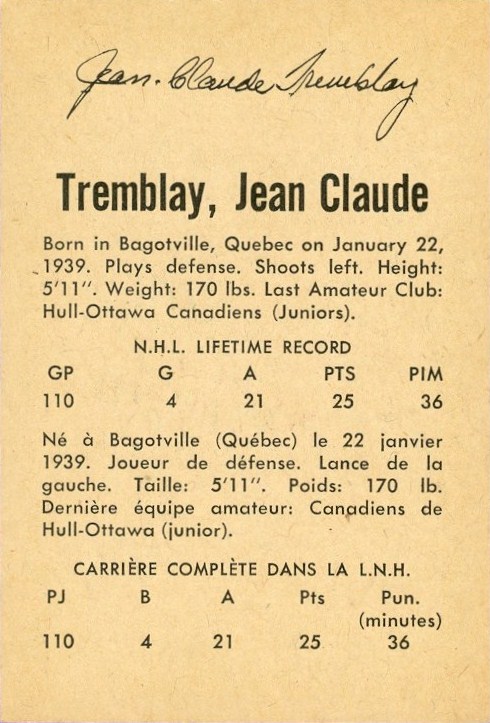 Jean-Claude Tremblay
Tremblay, Jean Claude
Born in Bagotville, Quebec on January 22,
1939. Plays defense. Shoots left. Height:
5'11". Weight: 170 lbs. Last Amateur Club:
Hull-Ottawa Canadiens (Juniors).
N.H.L. LIFETIME RECORD
GP G A PTS PIM
110 4 21 25 36
Né à Bagotville (Québec) le 22 janvier
1939. Joueur de défense. Lance de la
gauche. Taille: 5'11". Poids: 170 lb.
Dernière équipe amateur: Canadiens de
Hull-Ottawa (junior).
CARRIÈRE COMPLÈTE DANS LA L.N.H.
PJ B A Pts Pun.
(minutes)
110 4 21 25 36